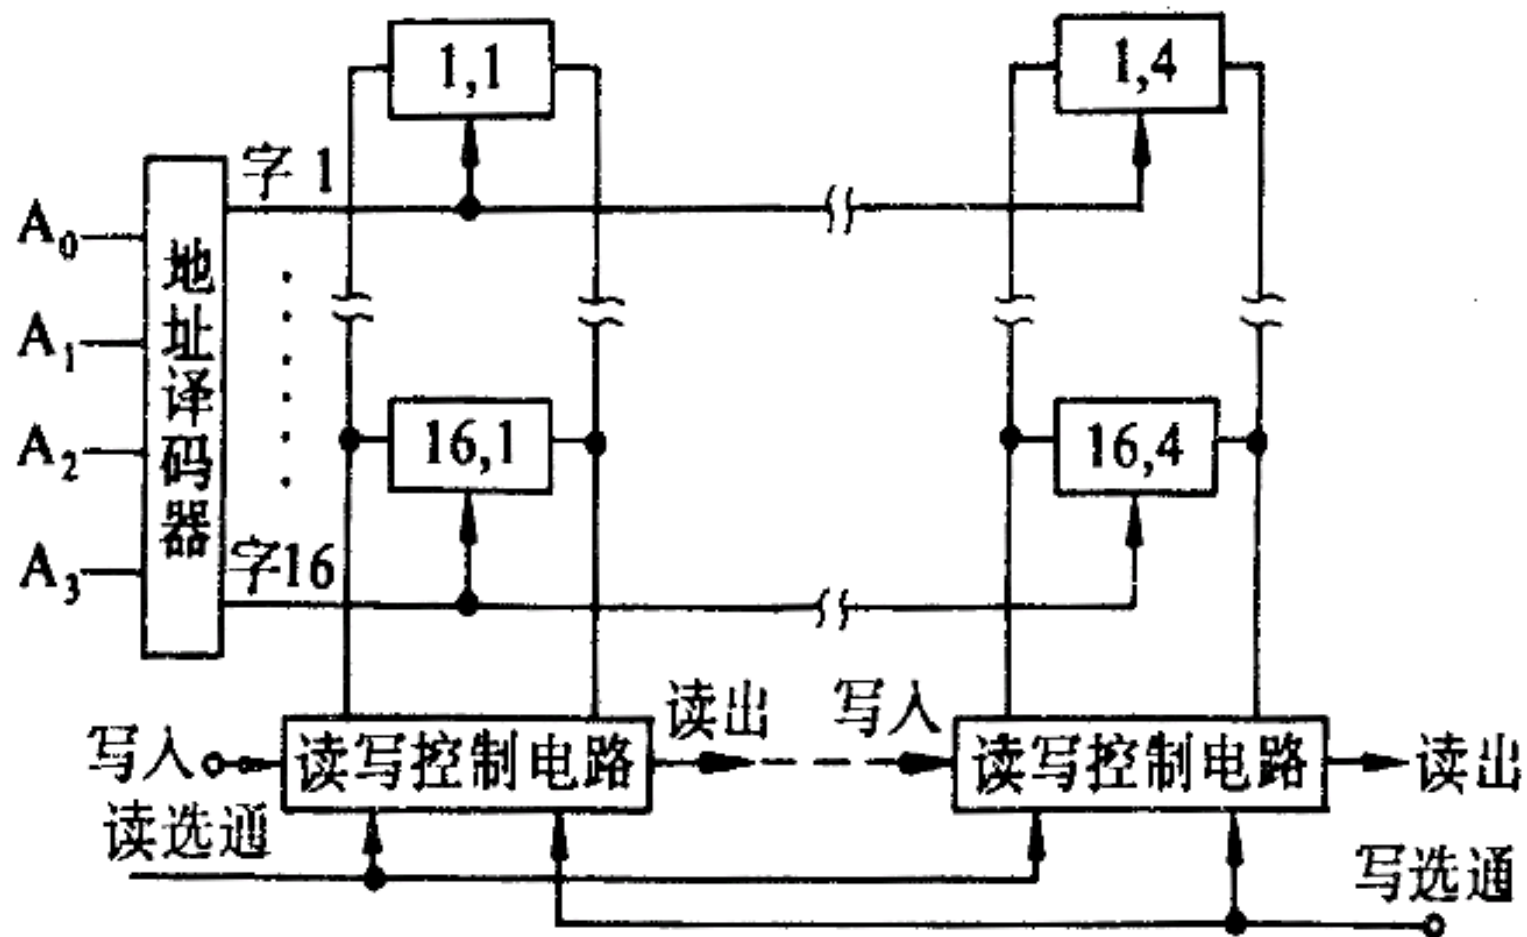 1,1
1,4
字 1
A₀
A₁
A₂
A₃
地址译码器
16,1
16,4
字16
读出
写入
写入
读写控制电路
读写控制电路
读出
读选通
写选通